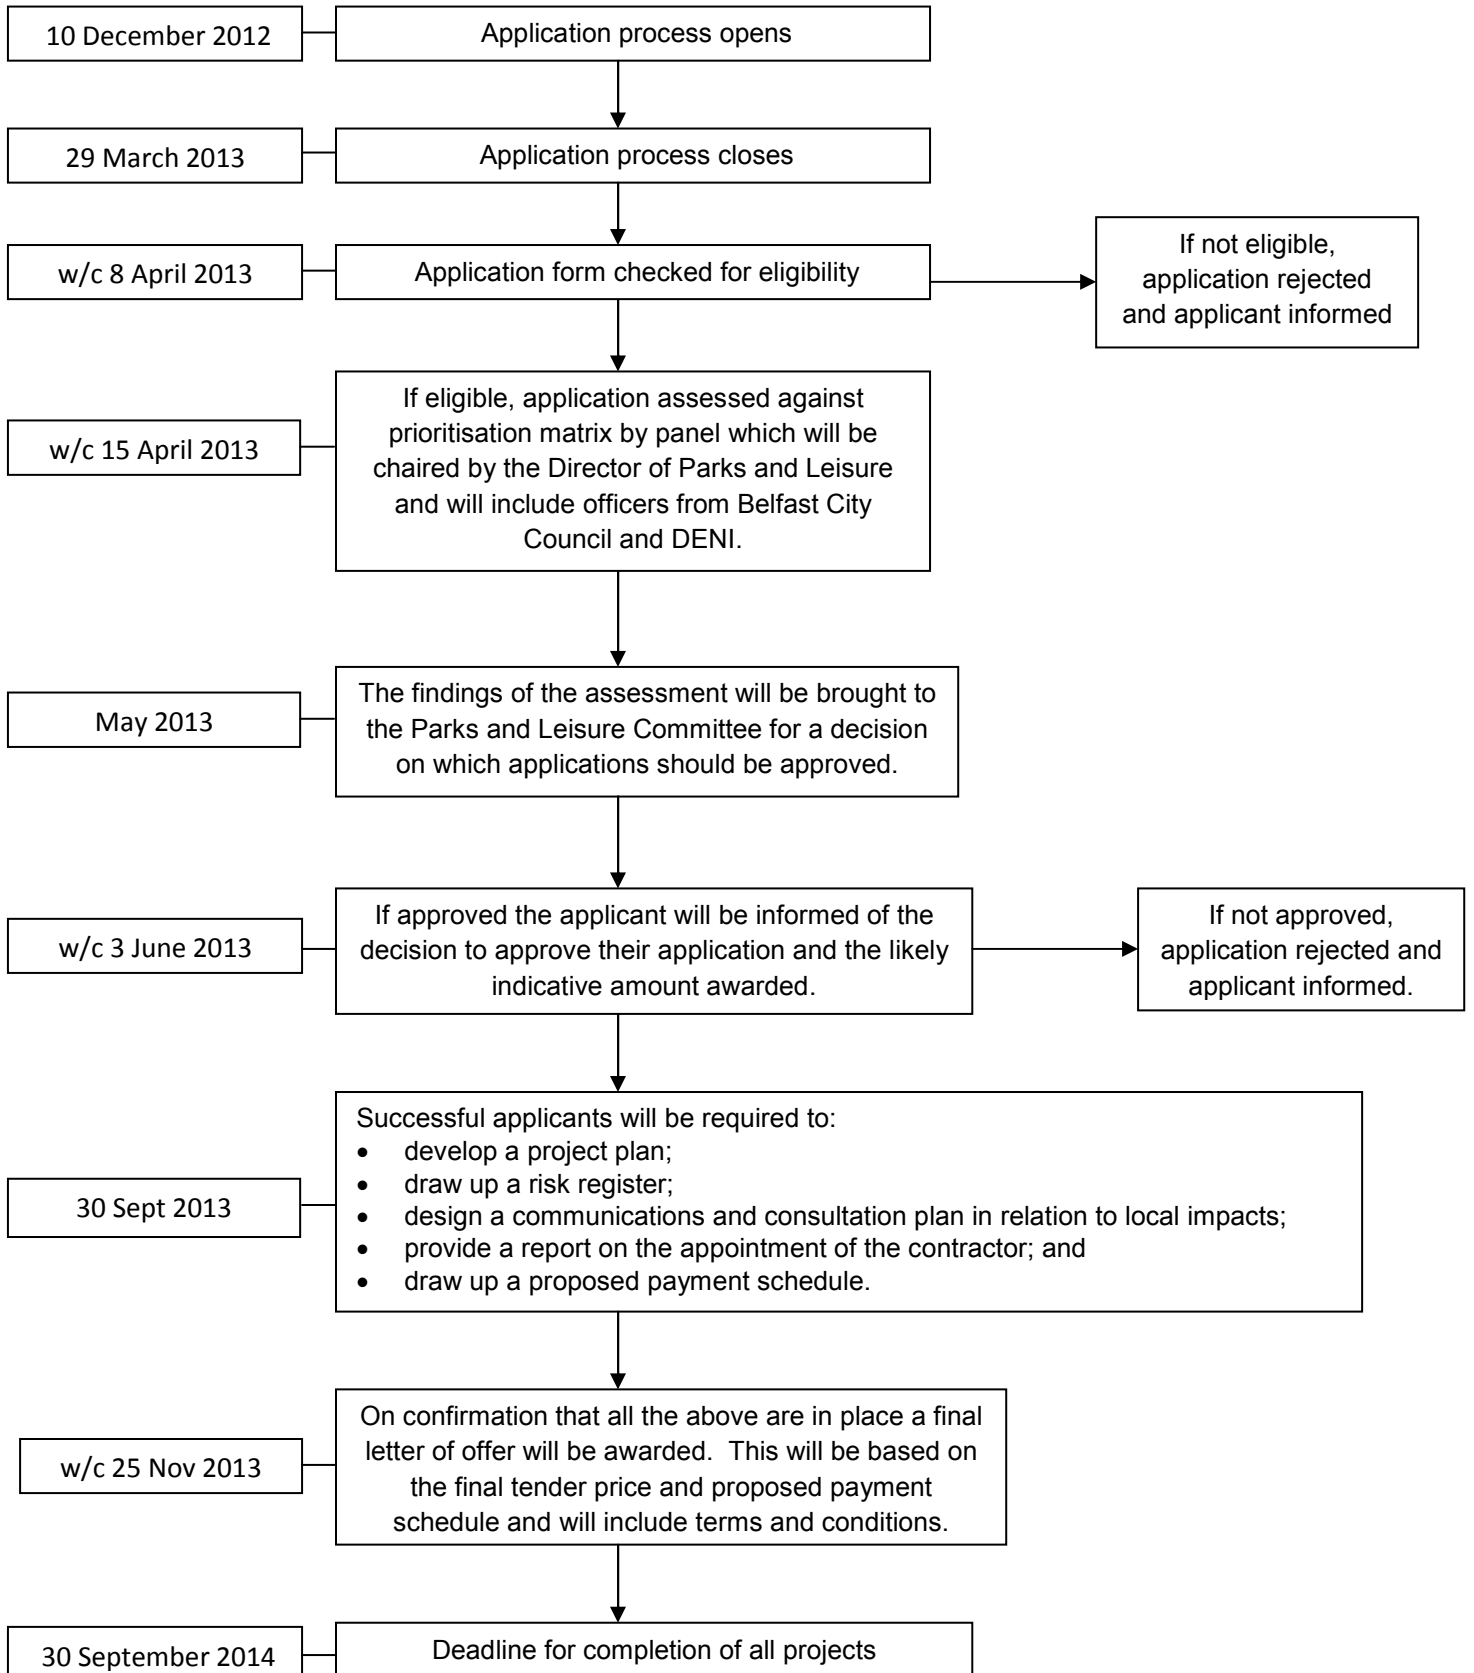 10 December 2012
Application process opens
29 March 2013
Application process closes
w/c 8 April 2013
Application form checked for eligibility
If not eligible,
application rejected
and applicant informed
w/c 15 April 2013
If eligible, application assessed against
prioritisation matrix by panel which will be
chaired by the Director of Parks and Leisure
and will include officers from Belfast City
Council and DENI.
May 2013
The findings of the assessment will be brought to
the Parks and Leisure Committee for a decision
on which applications should be approved.
w/c 3 June 2013
If approved the applicant will be informed of the
decision to approve their application and the likely
indicative amount awarded.
If not approved,
application rejected and
applicant informed.
30 Sept 2013
Successful applicants will be required to:
• develop a project plan;
• draw up a risk register;
• design a communications and consultation plan in relation to local impacts;
• provide a report on the appointment of the contractor; and
• draw up a proposed payment schedule.
w/c 25 Nov 2013
On confirmation that all the above are in place a final
letter of offer will be awarded.  This will be based on
the final tender price and proposed payment
schedule and will include terms and conditions.
30 September 2014
Deadline for completion of all projects